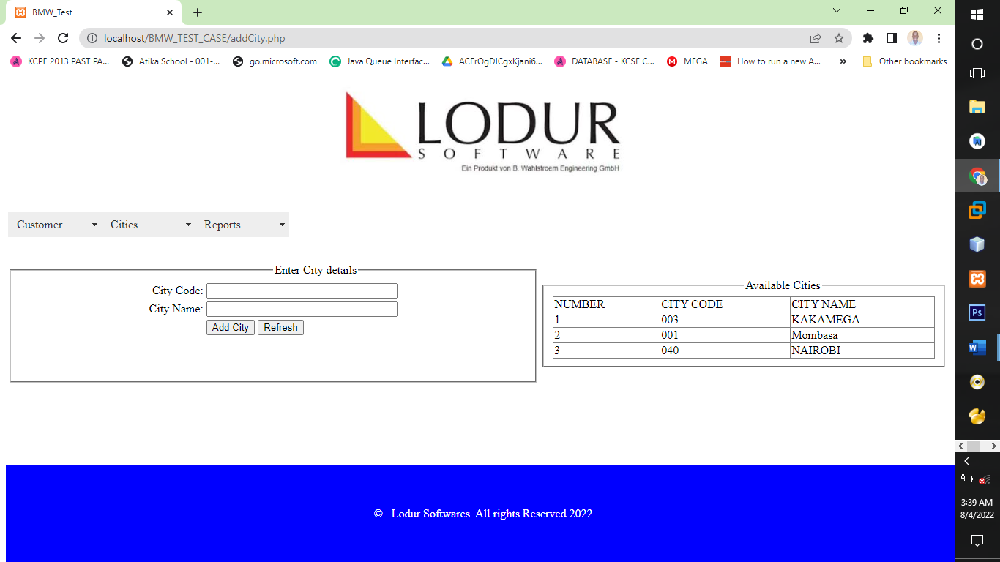 BMW_Test
localhost/BMW_TEST_CASE/addCity.php
KCPE 2013 PAST PA... Atika School - 001-... go.microsoft.com Java Queue Interfac... ACFrOgDICgxKjani6... DATABASE - KCSE C... MEGA How to run a new A... » Other bookmarks
LODUR
SOFTWARE
Ein Produkt von B. Wahlstroem Engineering GmbH
Customer Cities Reports
Enter City details
City Code:
City Name:
Add City Refresh
Available Cities
NUMBER CITY CODE CITY NAME
1 003 KAKAMEGA
2 001 Mombasa
3 040 NAIROBI
© Lodur Softwares. All rights Reserved 2022
Ps
W
3:39 AM
8/4/2022